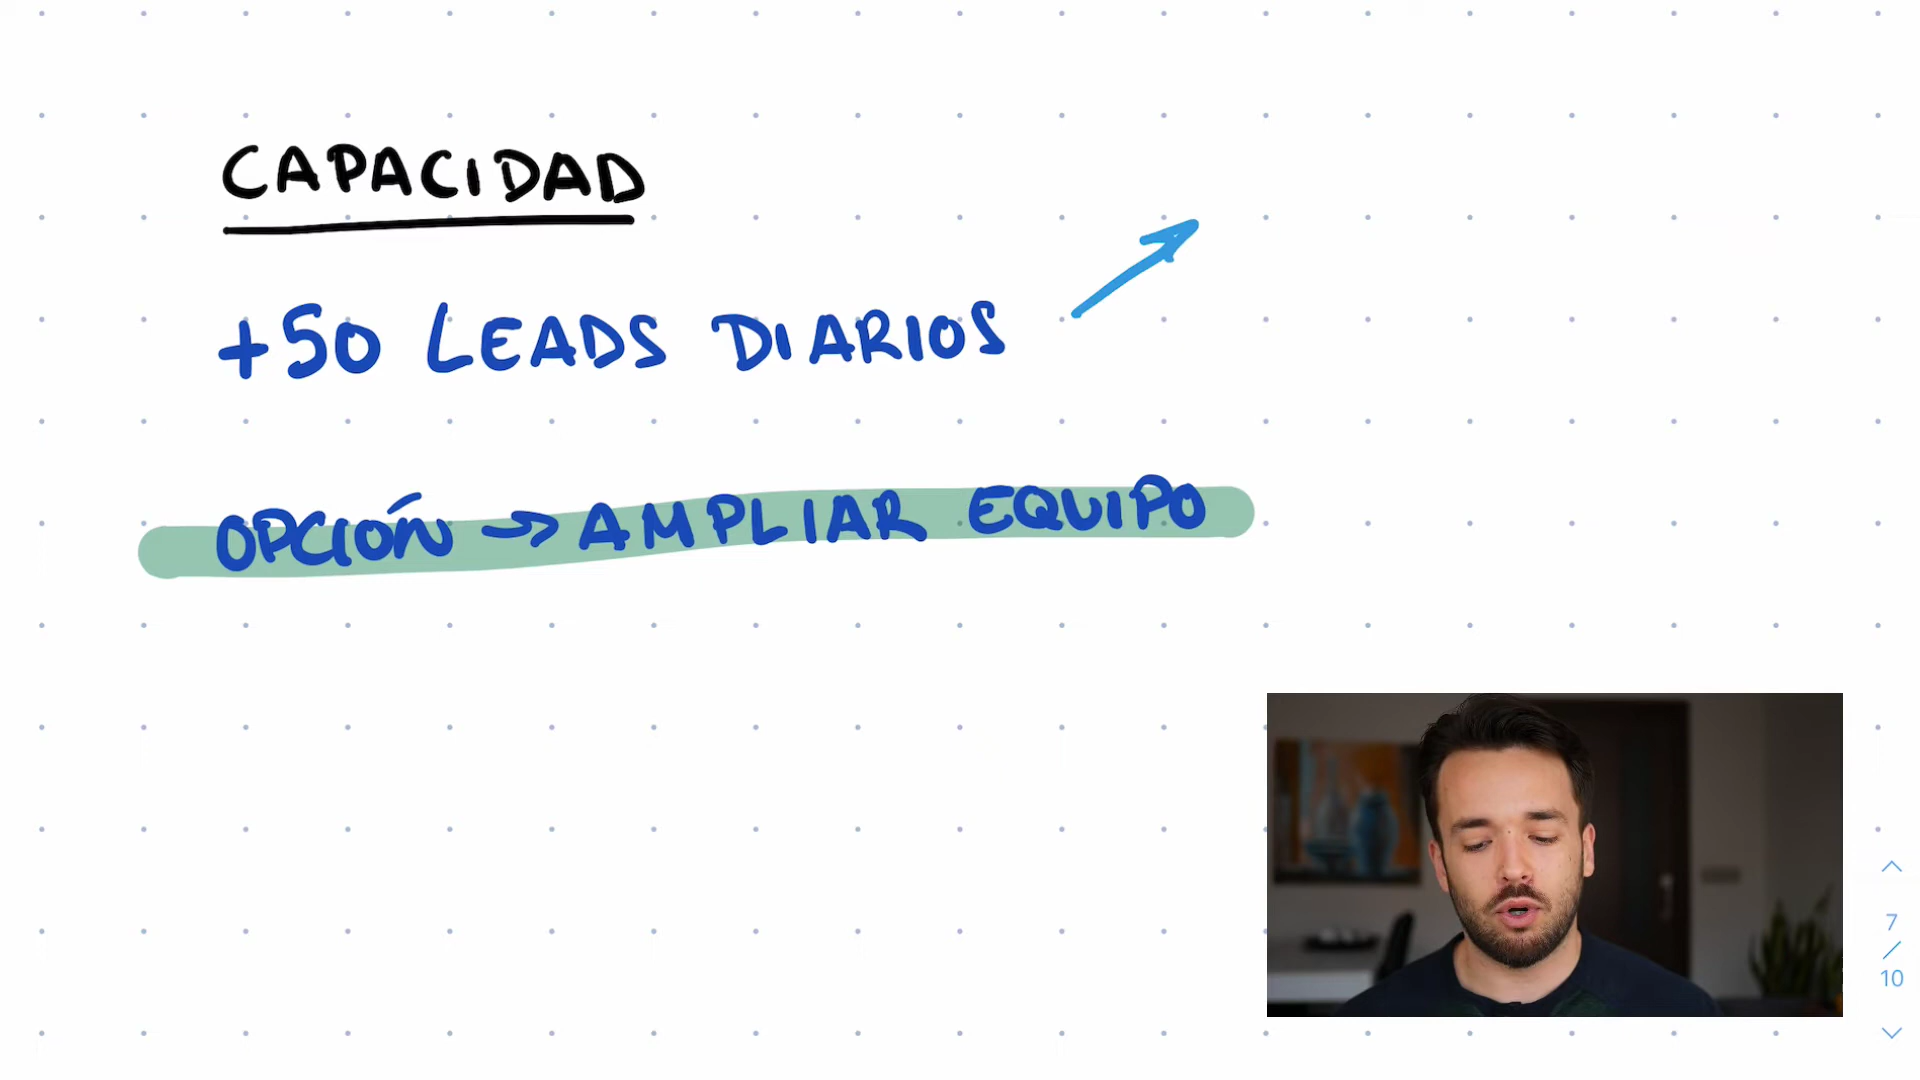 CAPACIDAD
+50 LEADS DIARIOS
OPCIÓN → AMPLIAR EQUIPO
7
/
10